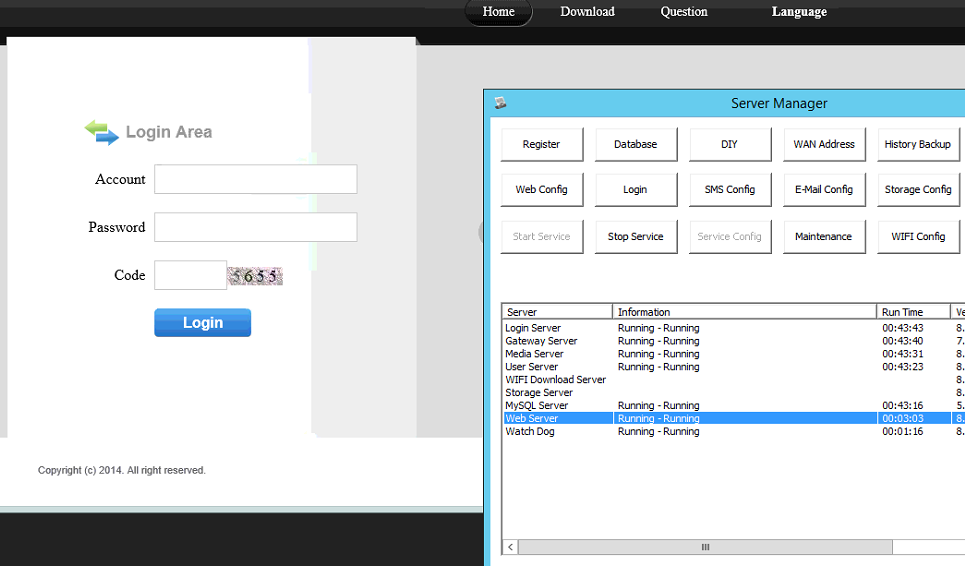 Home Download Question Language
Login Area
Account
Password
Code 5655
Login
Copyright (c) 2014. All right reserved.
Server Manager
Register Database DIY WAN Address History Backup
Web Config Login SMS Config E-Mail Config Storage Config
Start Service Stop Service Service Config Maintenance WIFI Config
Server Information Run Time Ve
Login Server Running - Running 00:43:43 8.
Gateway Server Running - Running 00:43:40 7.
Media Server Running - Running 00:43:31 8.
User Server Running - Running 00:43:23 8.
WIFI Download Server 8.
Storage Server 8.
MySQL Server Running - Running 00:43:16 5.
Web Server Running - Running 00:03:03 8.
Watch Dog Running - Running 00:01:16 8.